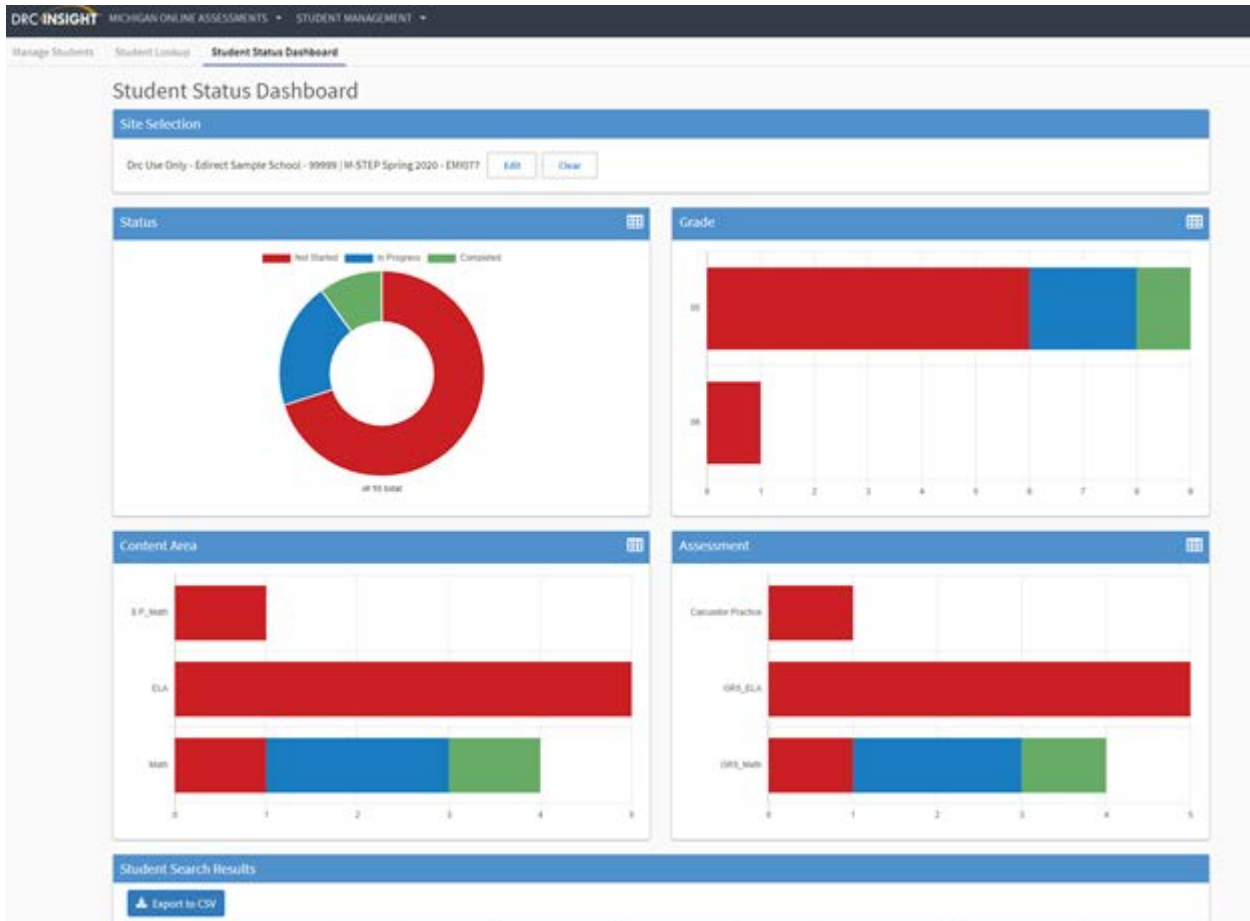 DRC INSIGHT MICHIGAN ONLINE ASSESSMENTS STUDENT MANAGEMENT
Manage Students Student Lookup Student Status Dashboard
Student Status Dashboard
Site Selection
Drc Use Only - Edirect Sample School - 99999 | M-STEP Spring 2020 - EMI077 Edit Clear
Status
Not Started In Progress Completed
of 10 total
Grade
05
06
0 1 2 3 4 5 6 7 8 9
Content Area
S P_Math
ELA
Math
0 1 2 3 4 5
Assessment
Calculator Practice
GR5_ELA
GR5_Math
0 1 2 3 4 5
Student Search Results
Export to CSV